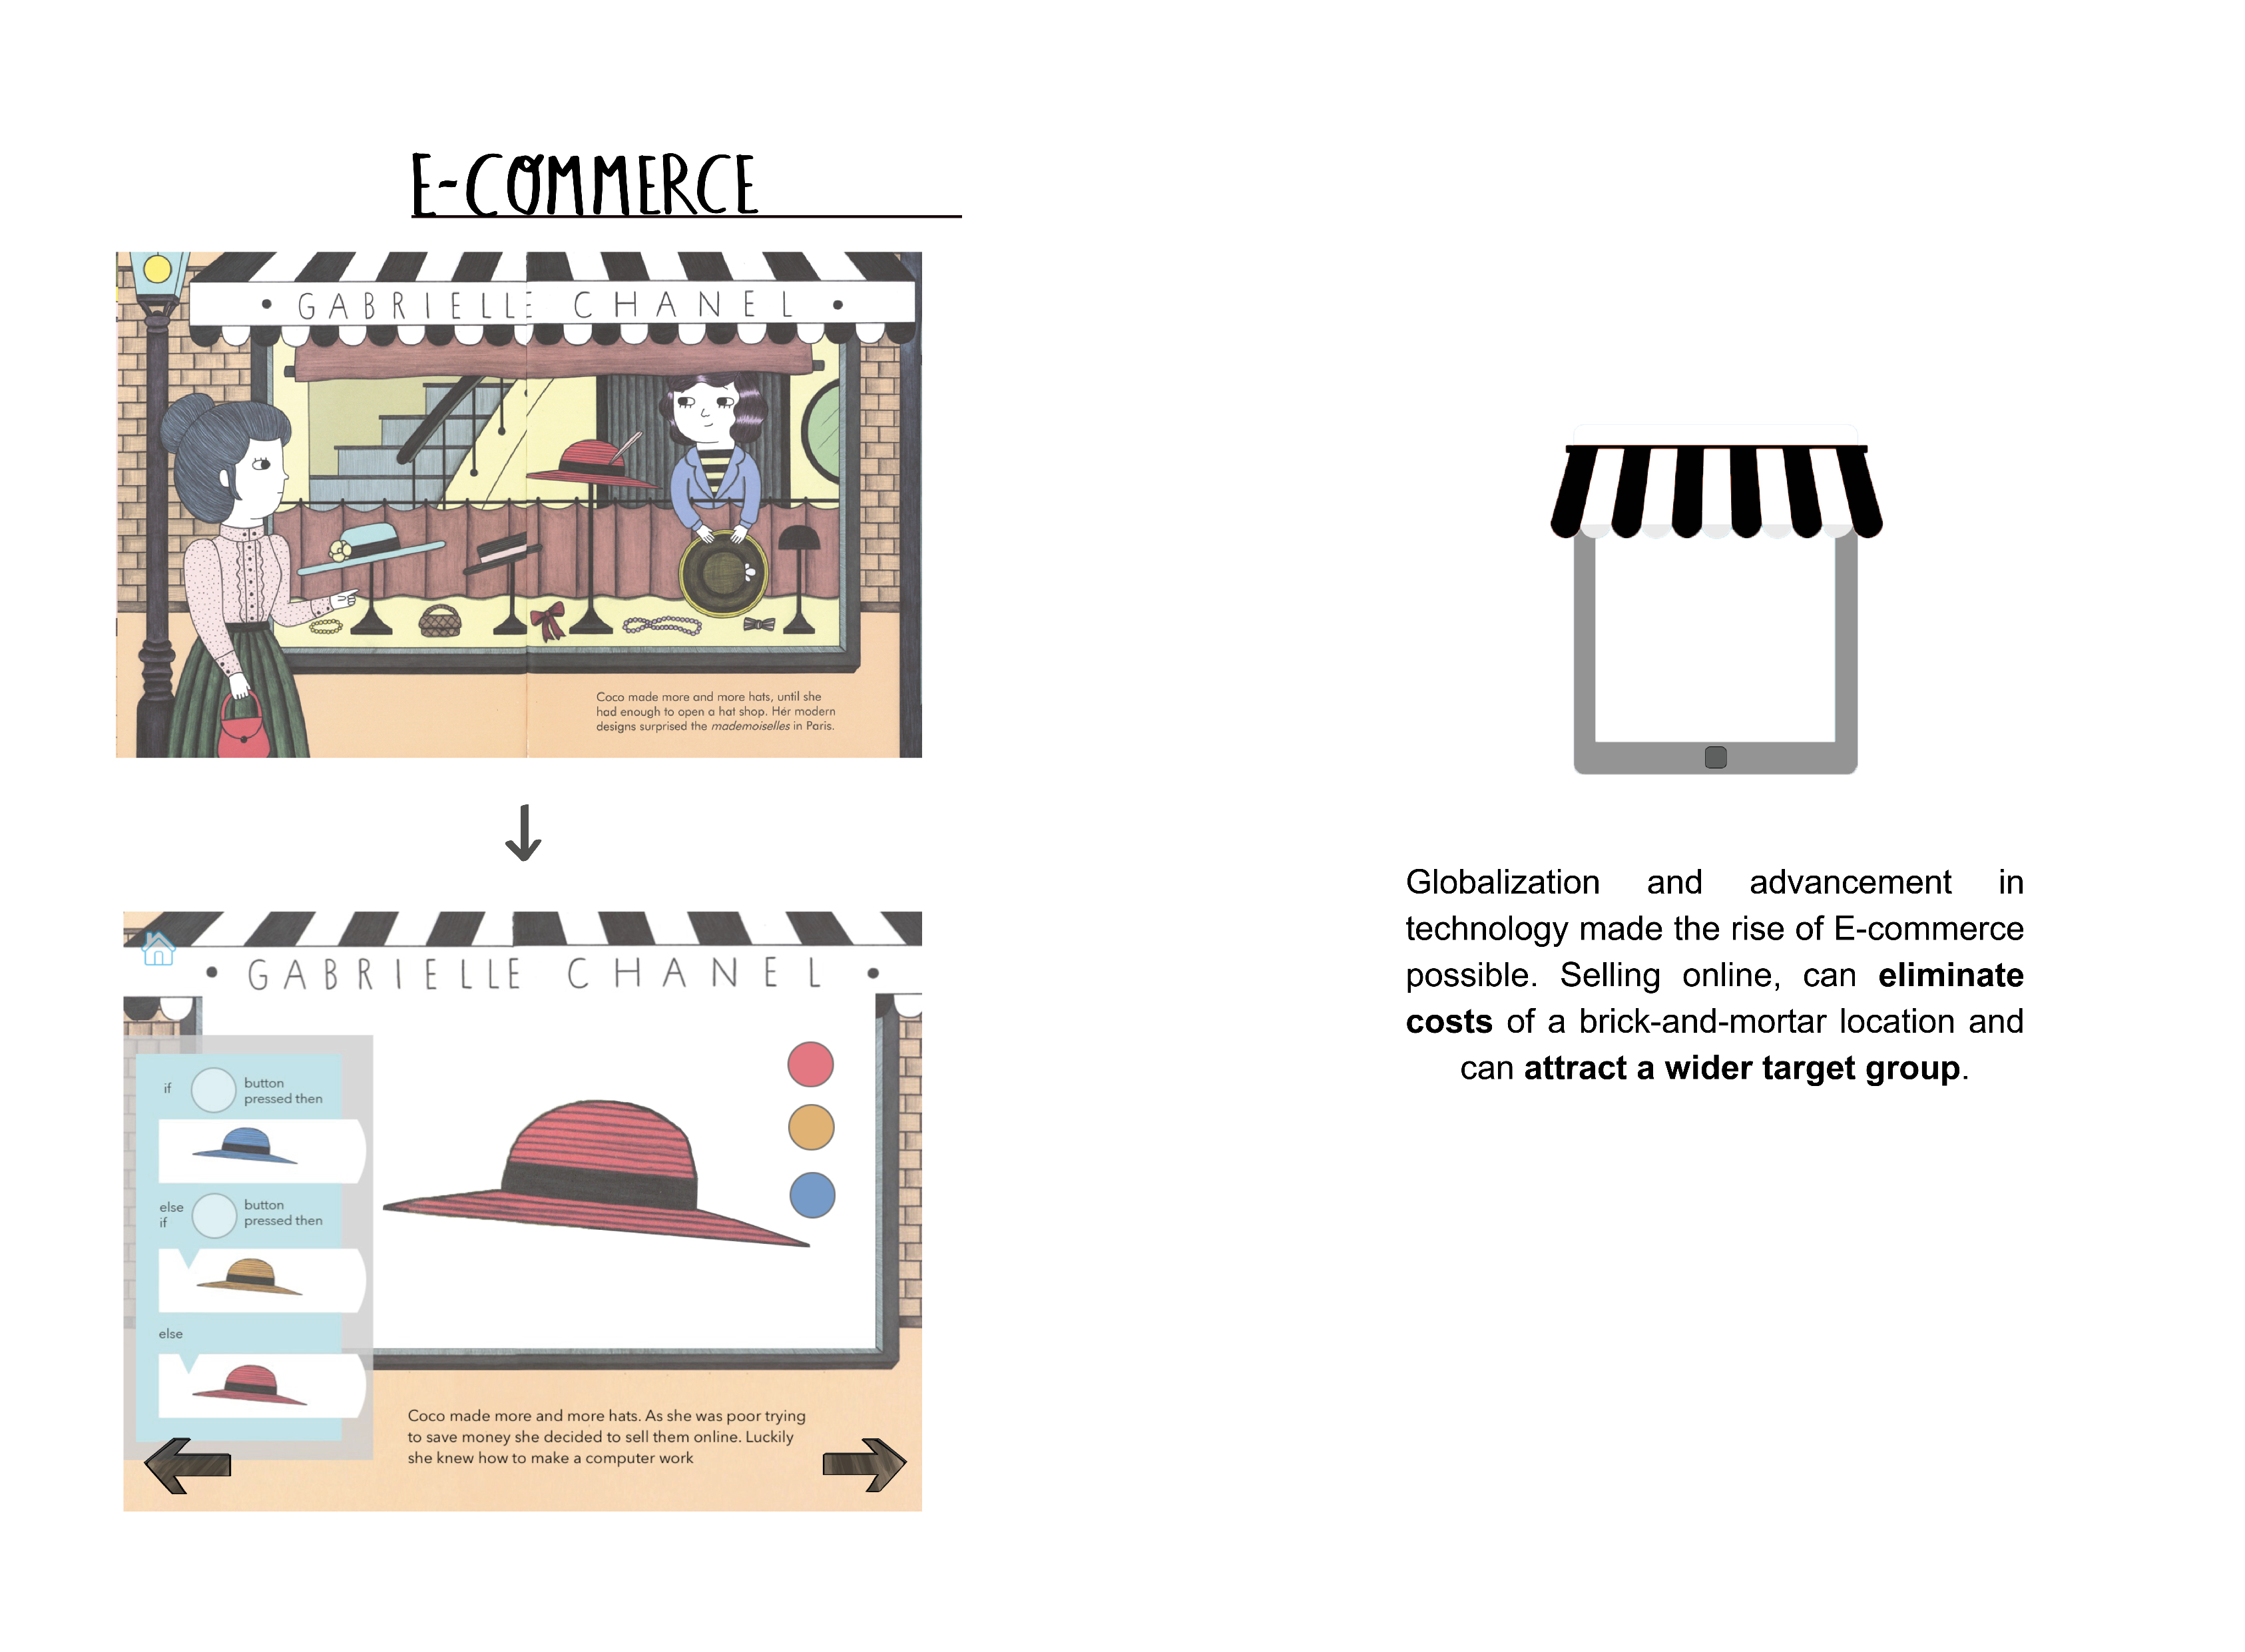 E-COMMERCE
• GABRIELLE CHANEL •
Coco made more and more hats, until she
had enough to open a hat shop. Her modern
designs surprised the mademoiselles in Paris.
• GABRIELLE CHANEL •
if button
pressed then
else
if button
pressed then
else
Coco made more and more hats. As she was poor trying
to save money she decided to sell them online. Luckily
she knew how to make a computer work
Globalization and advancement in
technology made the rise of E-commerce
possible. Selling online, can eliminate
costs of a brick-and-mortar location and
can attract a wider target group.